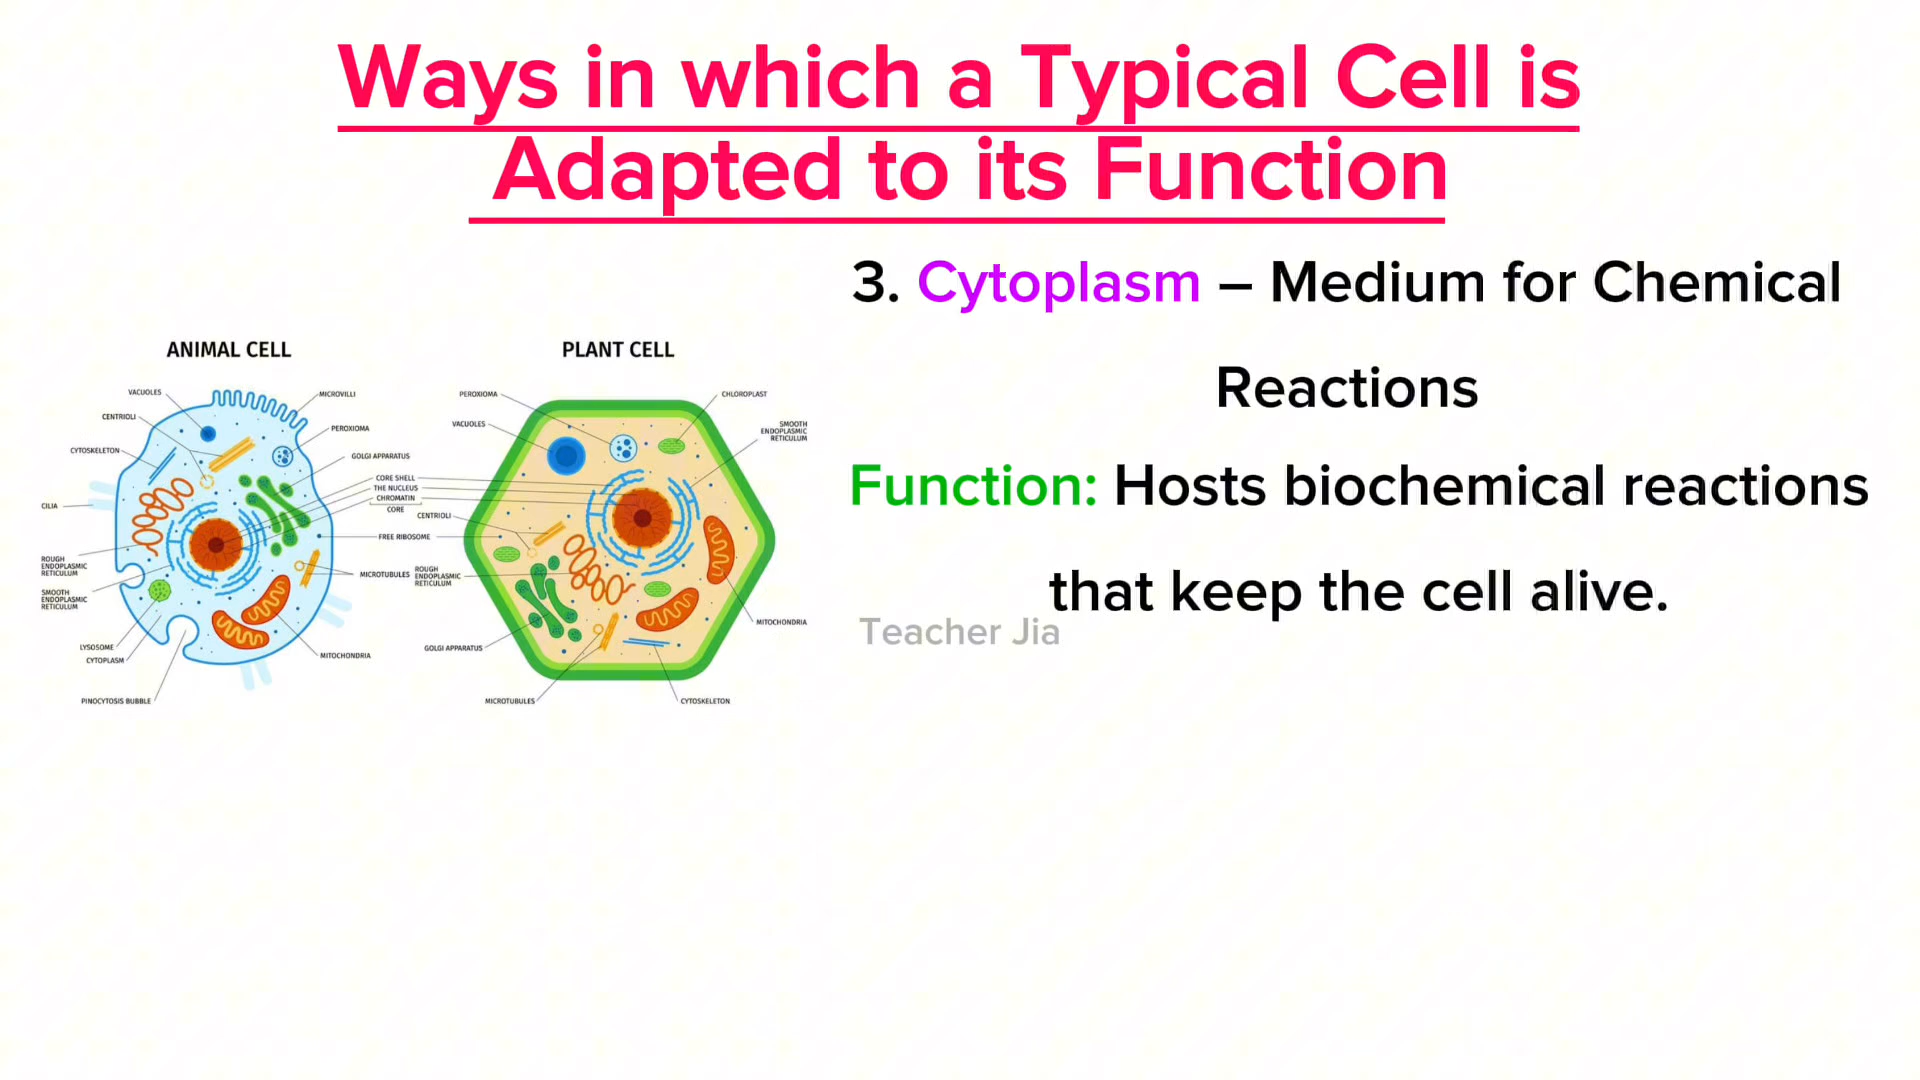 Ways in which a Typical Cell is
Adapted to its Function
3. Cytoplasm – Medium for Chemical
Reactions
Function: Hosts biochemical reactions
that keep the cell alive.
Teacher Jia
ANIMAL CELL
VACUOLES
CENTRIOLI
CYTOSKELETON
CILIA
ROUGH
ENDOPLASMIC
RETICULUM
SMOOTH
ENDOPLASMIC
RETICULUM
LYSOSOME
CYTOPLASM
PINOCYTOSIS BUBBLE
MICROVILLI
PEROXIOMA
GOLGI APPARATUS
CORE SHELL
THE NUCLEUS
CHROMATIN
CORE
FREE RIBOSOME
MICROTUBULES
MITOCHONDRIA
PLANT CELL
PEROXIOMA
VACUOLES
CENTRIOLI
ROUGH
ENDOPLASMIC
RETICULUM
GOLGI APPARATUS
MICROTUBULES
CHLOROPLAST
SMOOTH
ENDOPLASMIC
RETICULUM
MITOCHONDRIA
CYTOSKELETON